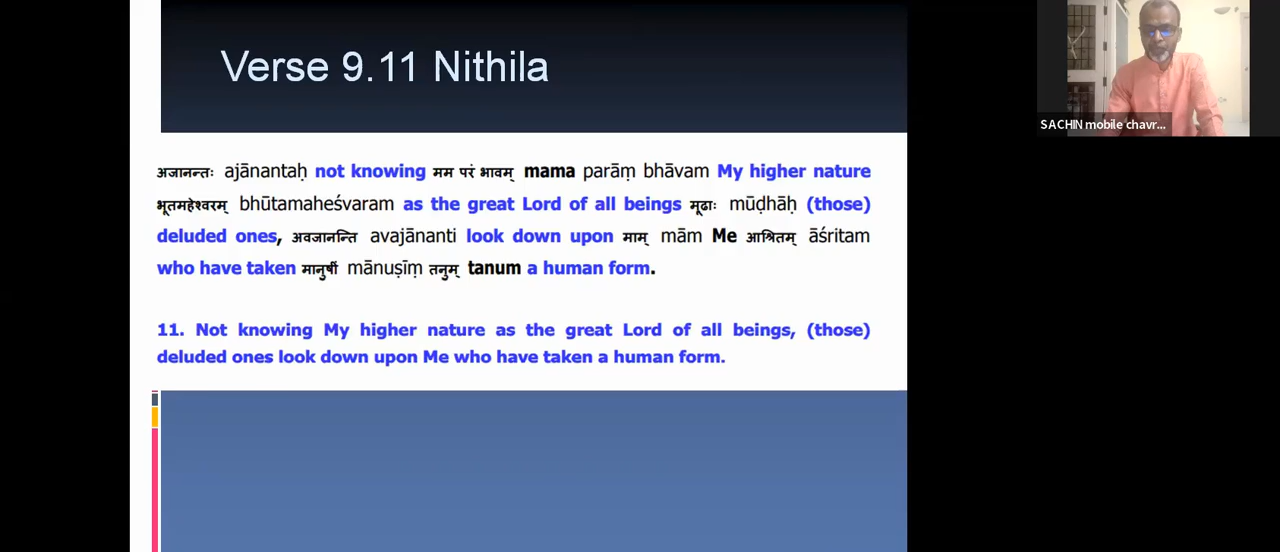 Verse 9.11 Nithila
SACHIN mobile chavr...
अजानन्तः ajānantaḥ not knowing मम परं भावम् mama parāṃ bhāvam My higher nature
भूतमहेश्वरम् bhūtamaheśvaram as the great Lord of all beings मूढाः mūḍhāḥ (those)
deluded ones, अवजानन्ति avajānanti look down upon माम् mām Me आश्रितम् āśritam
who have taken मानुषीं mānuṣīṃ तनुम् tanum a human form.
11. Not knowing My higher nature as the great Lord of all beings, (those)
deluded ones look down upon Me who have taken a human form.